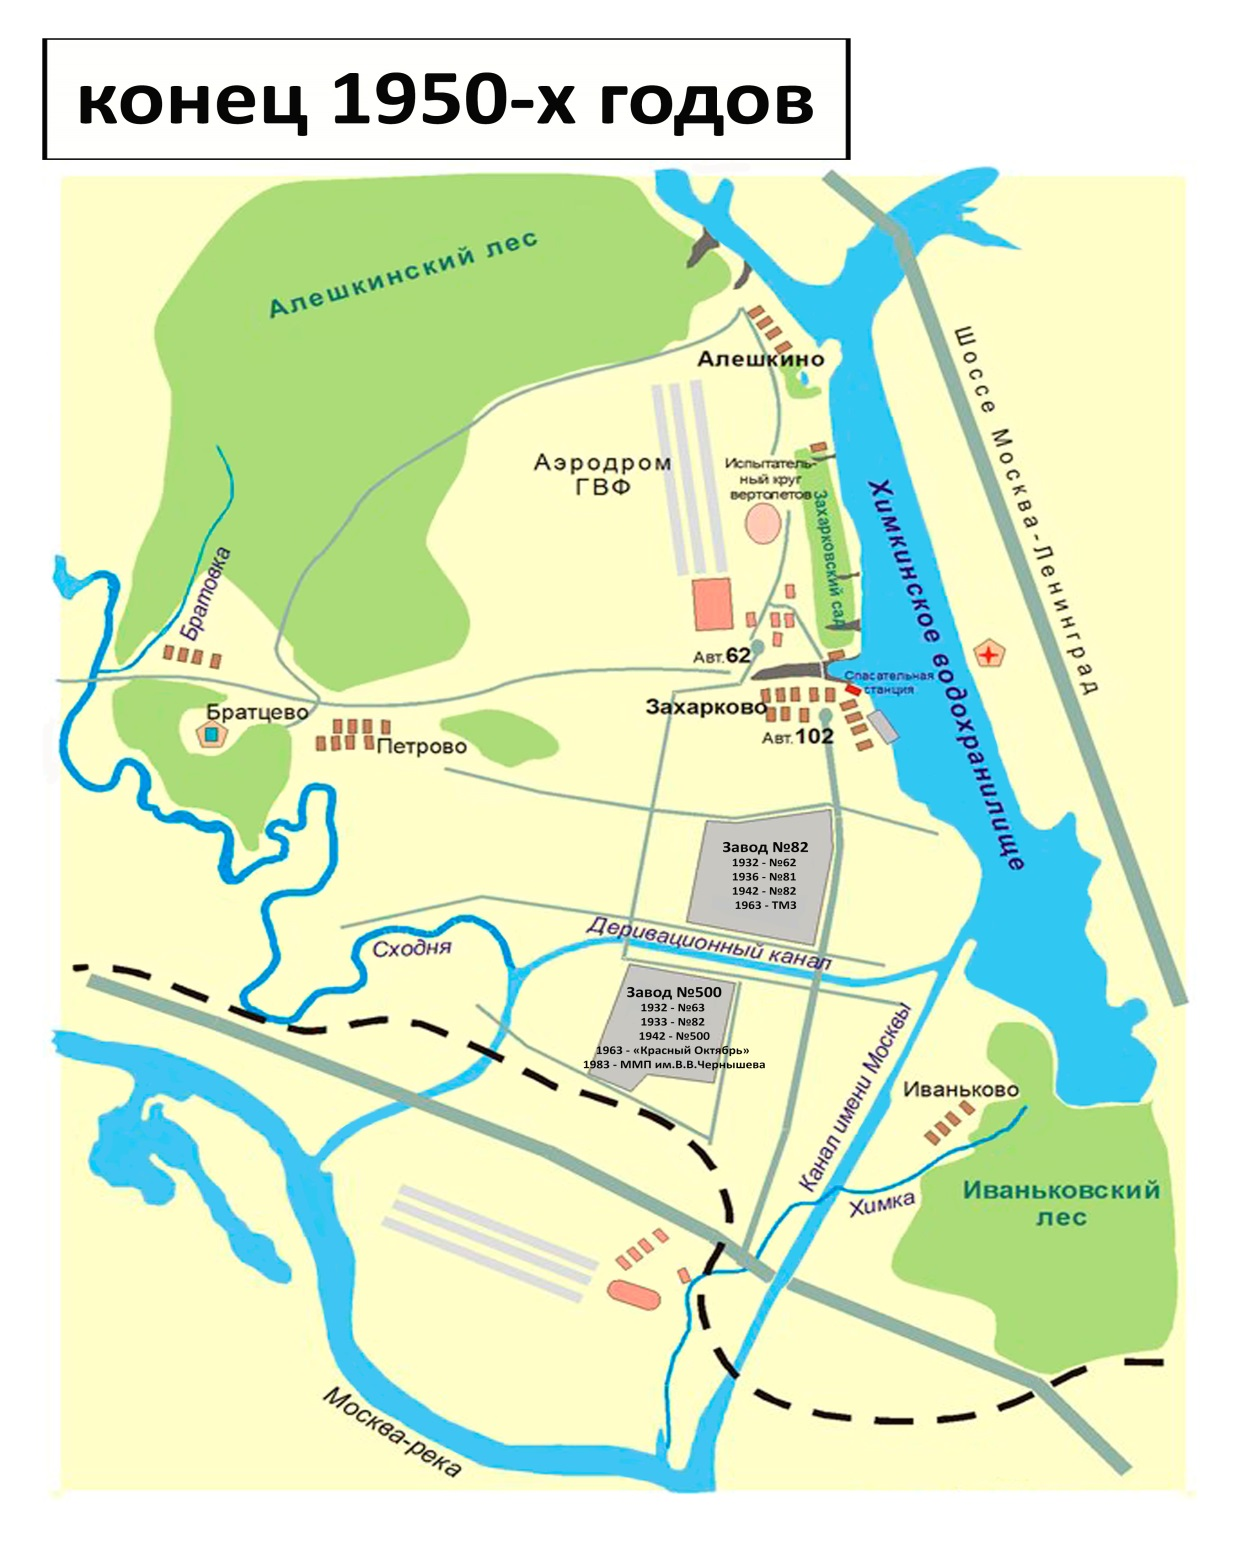 конец 1950-х годов
Алешкинский лес
Алешкино
Шоссе Москва-Ленинград
Аэродром
ГВФ
Испытатель-
ный круг
вертолетов
Захарковский сад
Химкинское водохранилище
Братовка
Авт.62
Спасательная
станция
Захарково
Братцево
Авт.102
Петрово
Завод №82
1932 - №62
1936 - №81
1942 - №82
1963 - ТМЗ
Деривационный канал
Сходня
Завод №500
1932 - №63
1933 - №82
1942 - №500
1963 - «Красный Октябрь»
1983 - ММП им.В.В.Чернышева
Канал имени Москвы
Иваньково
Химка
Иваньковский
лес
Москва-река